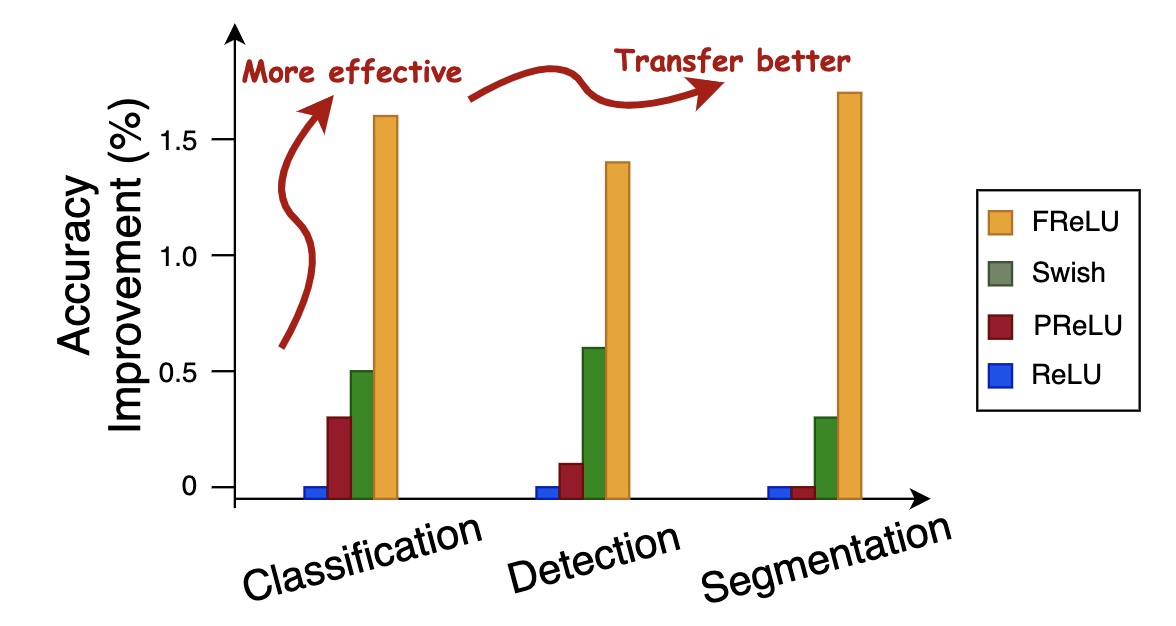 More effective
Transfer better
Accuracy
Improvement (%)
1.5
1.0
0.5
0
Classification
Detection
Segmentation
FReLU
Swish
PReLU
ReLU